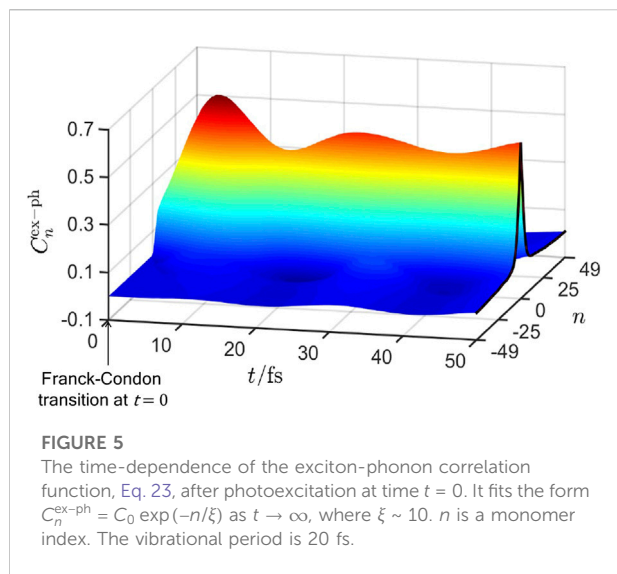 0.7
0.5
0.3
0.1
-0.1
C_n^{ex−ph}
0
10
20
30
40
50
t/fs
-49
-25
0
25
49
n
Franck-Condon
transition at t = 0
FIGURE 5
The time-dependence of the exciton-phonon correlation
function, Eq. 23, after photoexcitation at time t = 0. It fits the form
C_n^{ex−ph} = C_0 exp(−n/ξ) as t → ∞, where ξ ~ 10. n is a monomer
index. The vibrational period is 20 fs.